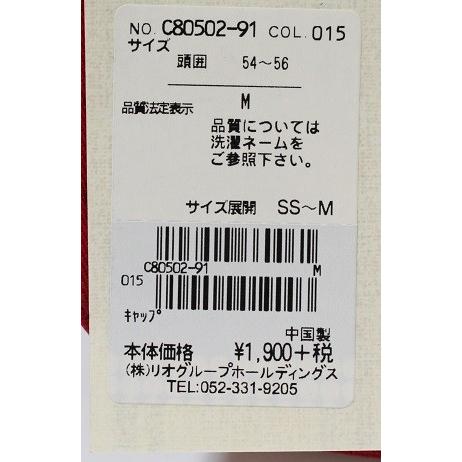 NO. C80502-91 COL. 015
サイズ
頭囲 54～56
M
品質法定表示
品質については
洗濯ネームを
ご参照下さい。
サイズ展開 SS～M
C80502-91 M
015
ｷｬｯﾌﾟ
中国製
本体価格 ¥1,900+税
(株)リオグループホールディングス
TEL:052-331-9205